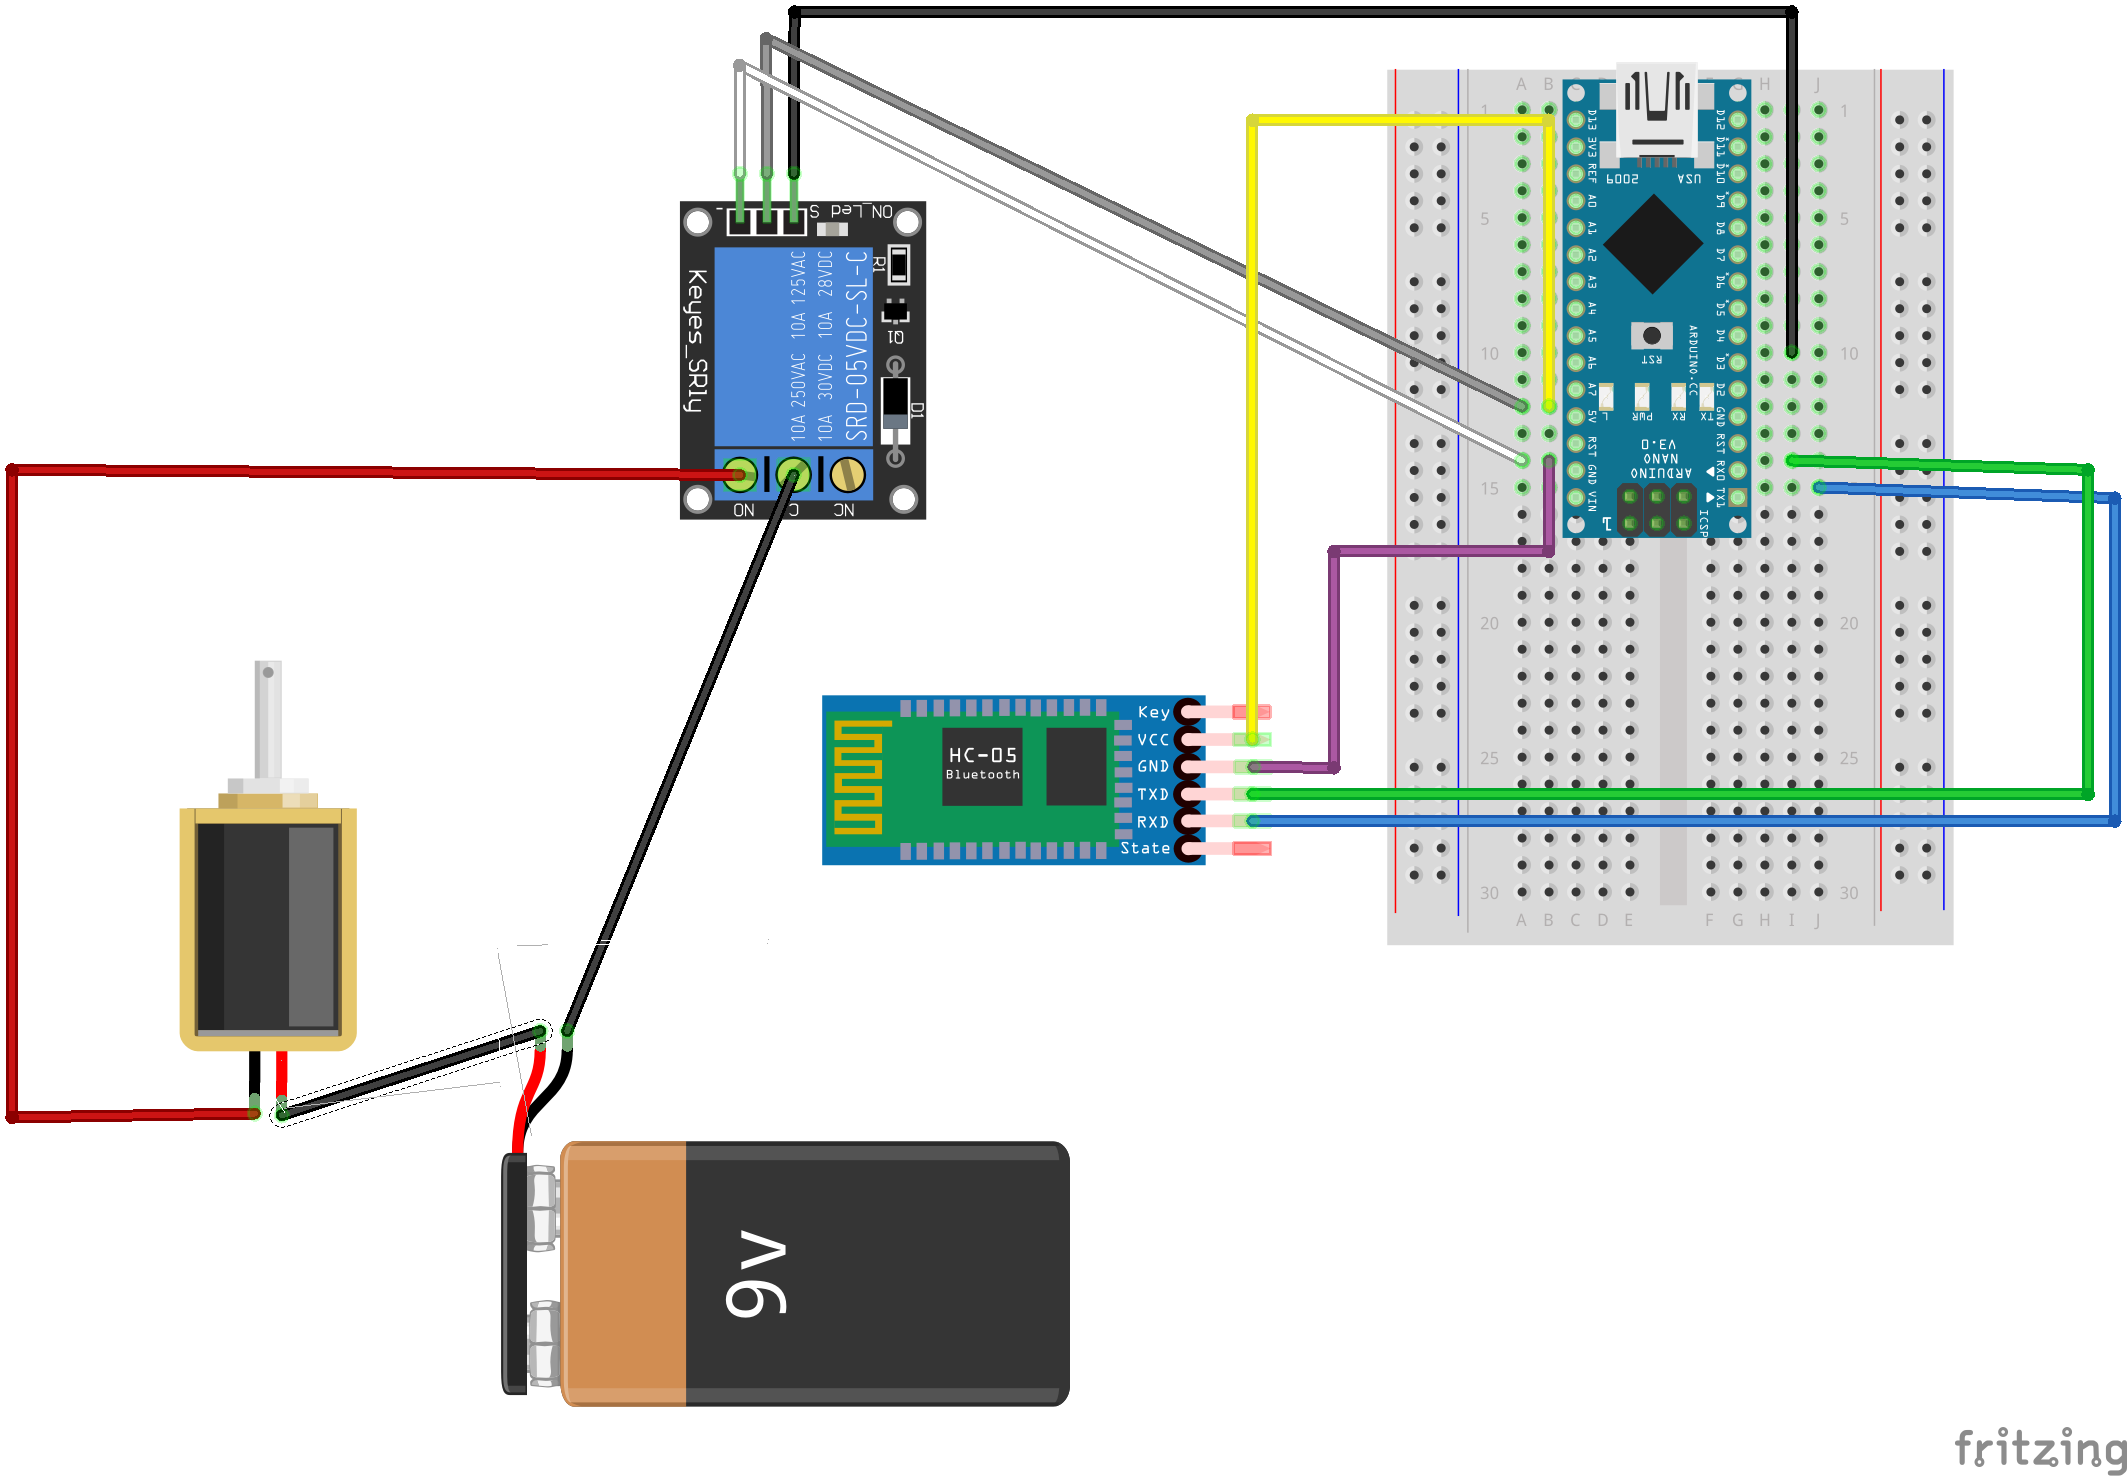 - S ON_Led
Keyes_SRly
10A 250VAC 10A 125VAC
10A 30VDC 10A 28VDC
SRD-05VDC-SL-C
R1
Q1
D1
NO C NC
A B C D F G H J
1 1
5 5
10 10
15
20 20
25 25
30 30
A B C D E F G H I J
D13
3V3
REF
A0
A1
A2
A3
A4
A5
A6
A7
5V
RST
GND
VIN
D12
D11
D10
D9
D8
D7
D6
D5
D4
D3
D2
GND
RST
RX0
TX1
2009 USA
RST
ARDUINO.CC
L PWR RX TX
ARDUINO
NANO
V3.0
ICSP
1
HC-05
Bluetooth
Key
VCC
GND
TXD
RXD
State
9v
fritzing